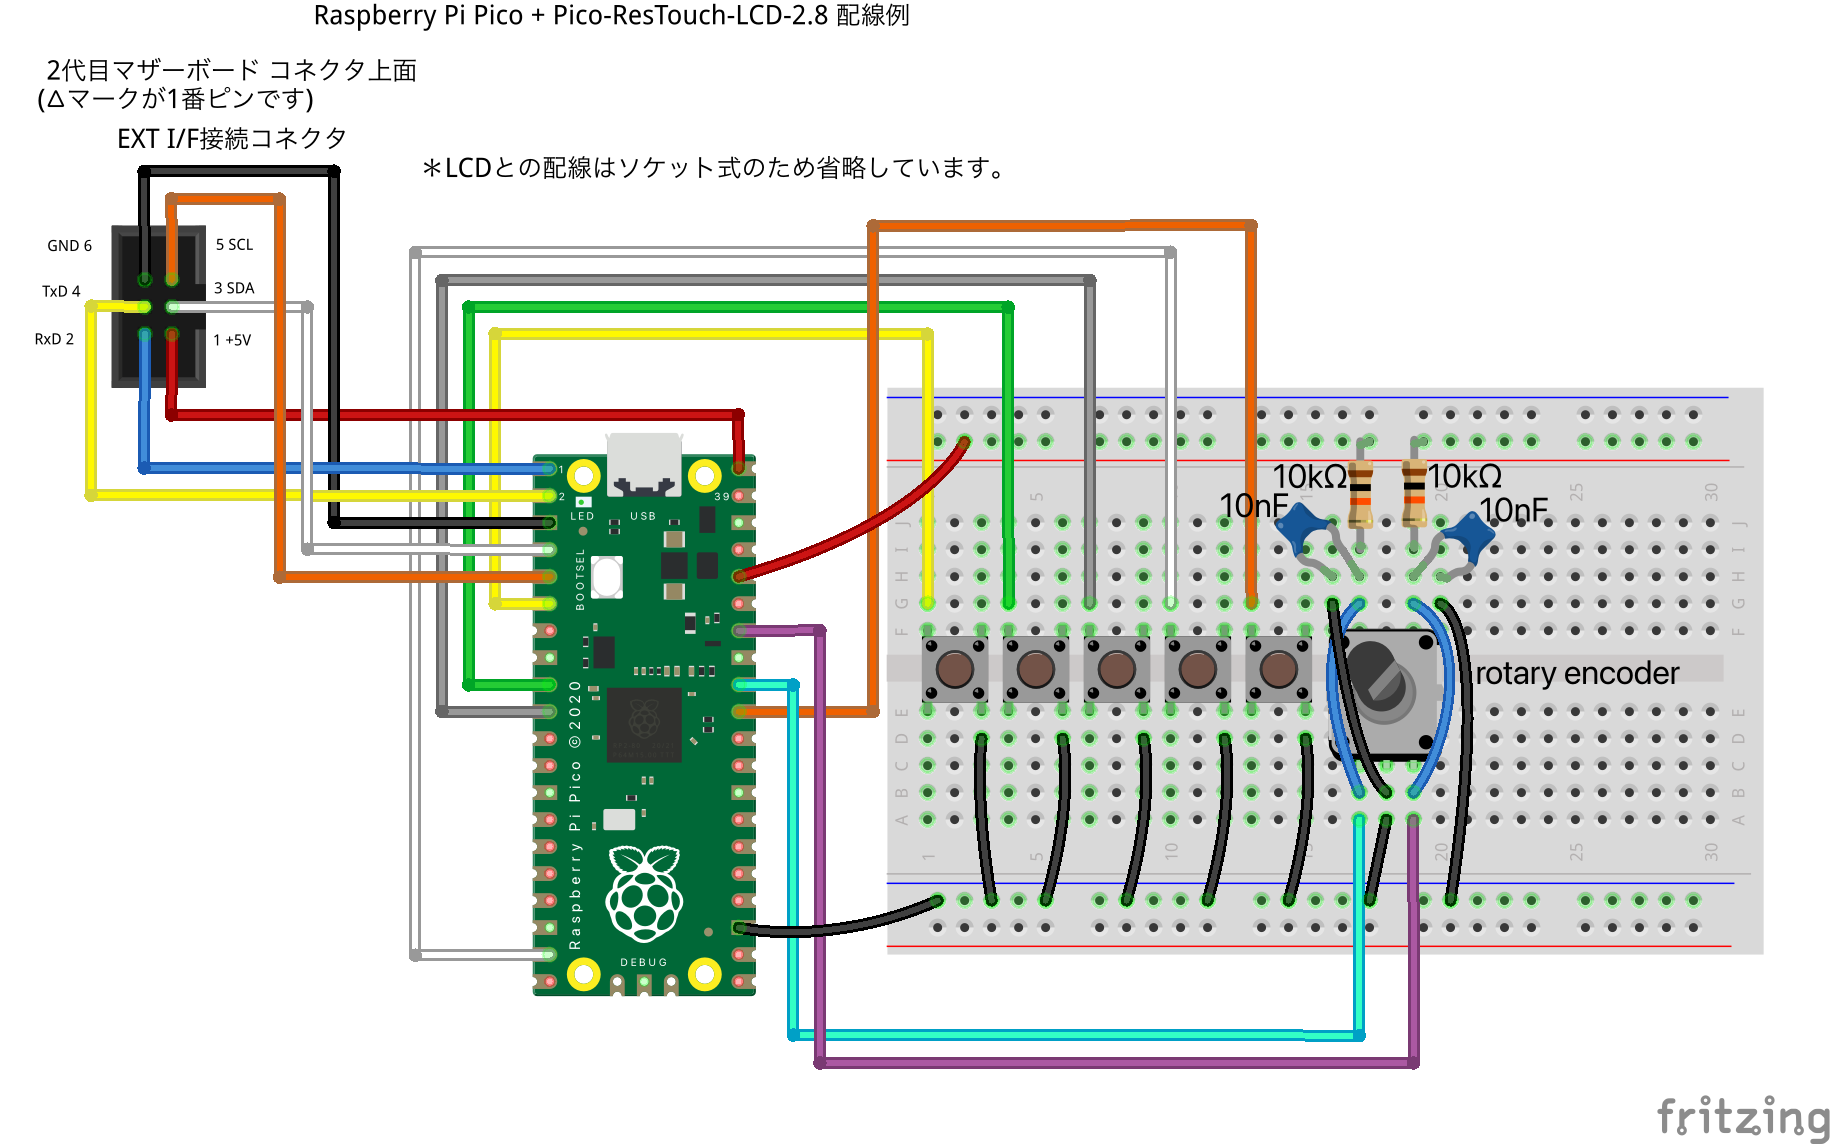 Raspberry Pi Pico + Pico-ResTouch-LCD-2.8 配線例
2代目マザーボード コネクタ上面
(△マークが1番ピンです)
EXT I/F接続コネクタ
＊LCDとの配線はソケット式のため省略しています。
GND 6
5 SCL
TxD 4
3 SDA
RxD 2
1 +5V
1
2
39
LED
USB
BOOTSEL
Raspberry Pi Pico ©2020
DEBUG
10kΩ
10kΩ
10nF
10nF
5
20
25
30
J
I
H
G
F
J
I
H
G
F
rotary encoder
E
D
C
B
A
E
D
C
B
A
1
5
10
20
25
30
fritzing